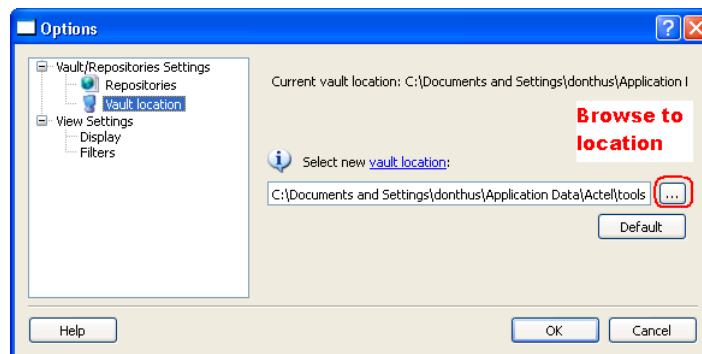 Options
Vault/Repositories Settings
Repositories
Vault location
View Settings
Display
Filters
Current vault location: C:\Documents and Settings\donthus\Application
Browse to
location
Select new vault location:
C:\Documents and Settings\donthus\Application Data\Actel\tools
...
Default
Help
OK
Cancel